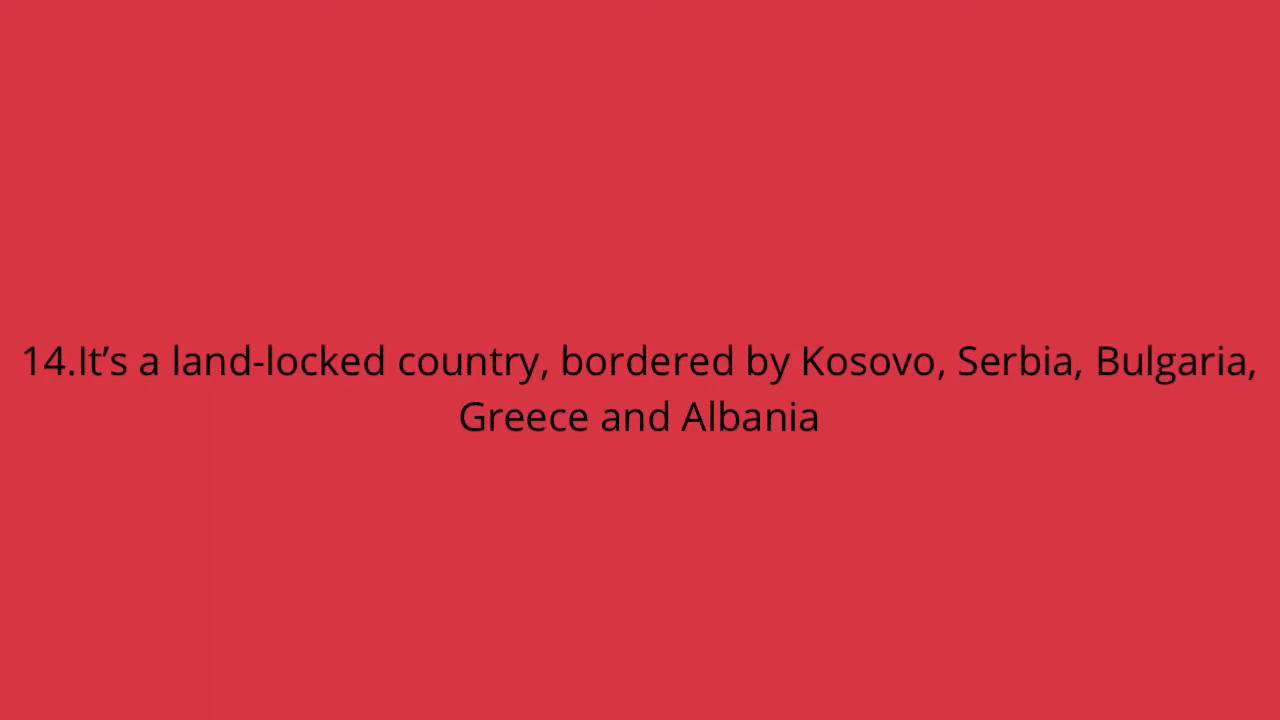 14.It’s a land-locked country, bordered by Kosovo, Serbia, Bulgaria,
Greece and Albania